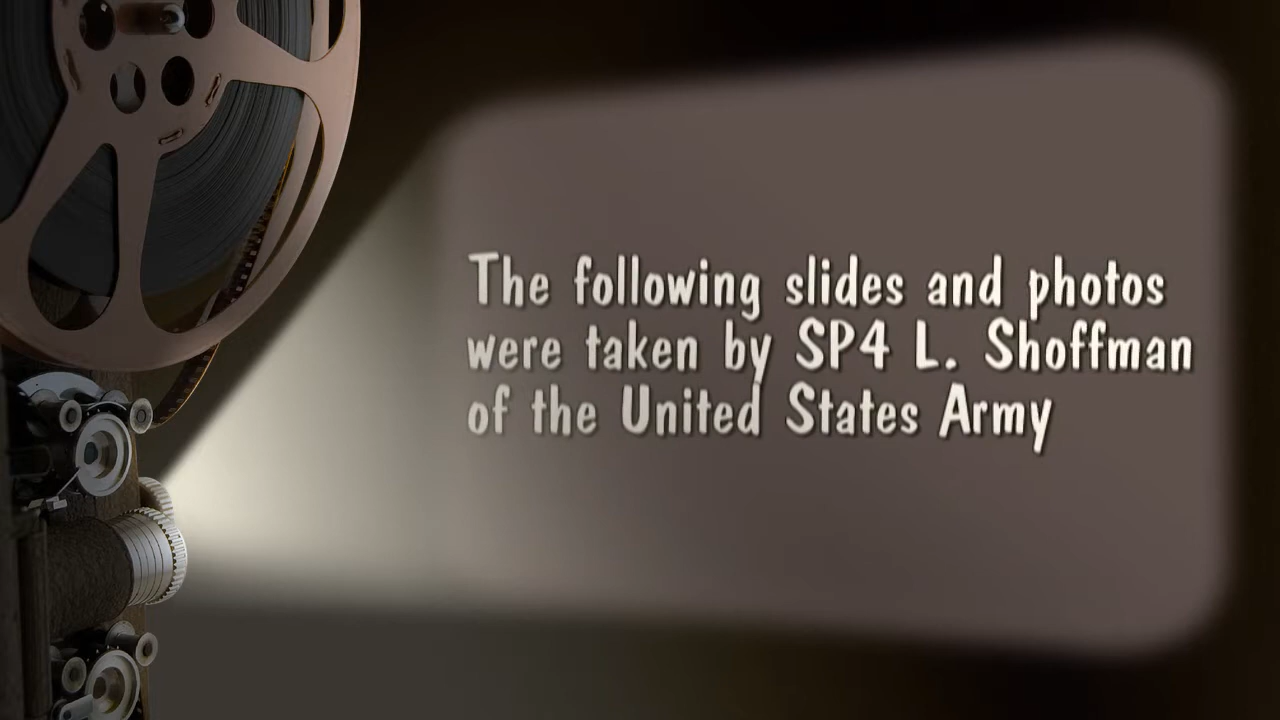 The following slides and photos
were taken by SP4 L. Shoffman
of the United States Army